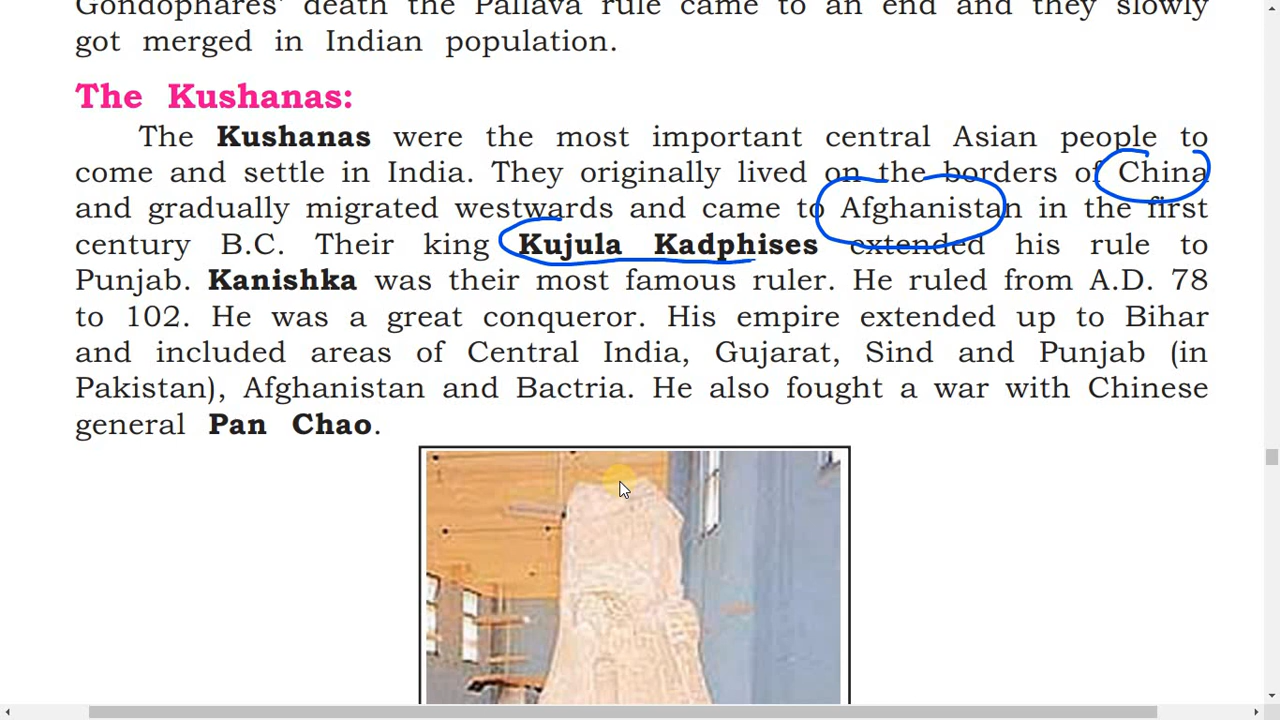 Gondophares' death the Pallava rule came to an end and they slowly
got merged in Indian population.
The Kushanas:
The Kushanas were the most important central Asian people to
come and settle in India. They originally lived on the borders of China
and gradually migrated westwards and came to Afghanistan in the first
century B.C. Their king Kujula Kadphises extended his rule to
Punjab. Kanishka was their most famous ruler. He ruled from A.D. 78
to 102. He was a great conqueror. His empire extended up to Bihar
and included areas of Central India, Gujarat, Sind and Punjab (in
Pakistan), Afghanistan and Bactria. He also fought a war with Chinese
general Pan Chao.